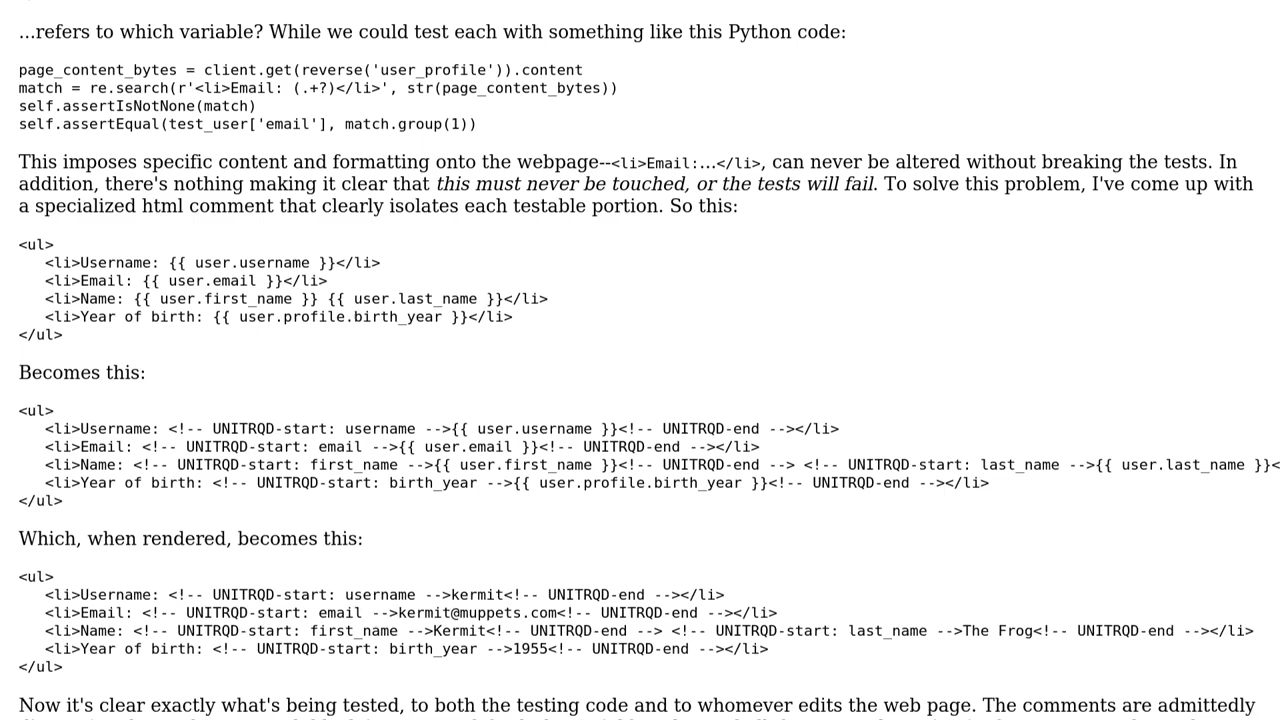 ...refers to which variable? While we could test each with something like this Python code:
page_content_bytes = client.get(reverse('user_profile')).content
match = re.search(r'<li>Email: (.+?)</li>', str(page_content_bytes))
self.assertIsNotNone(match)
self.assertEqual(test_user['email'], match.group(1))
This imposes specific content and formatting onto the webpage--<li>Email:...</li>, can never be altered without breaking the tests. In
addition, there's nothing making it clear that this must never be touched, or the tests will fail. To solve this problem, I've come up with
a specialized html comment that clearly isolates each testable portion. So this:
<ul>
   <li>Username: {{ user.username }}</li>
   <li>Email: {{ user.email }}</li>
   <li>Name: {{ user.first_name }} {{ user.last_name }}</li>
   <li>Year of birth: {{ user.profile.birth_year }}</li>
</ul>
Becomes this:
<ul>
   <li>Username: <!-- UNITRQD-start: username -->{{ user.username }}<!-- UNITRQD-end --></li>
   <li>Email: <!-- UNITRQD-start: email -->{{ user.email }}<!-- UNITRQD-end --></li>
   <li>Name: <!-- UNITRQD-start: first_name -->{{ user.first_name }}<!-- UNITRQD-end --> <!-- UNITRQD-start: last_name -->{{ user.last_name }}<
   <li>Year of birth: <!-- UNITRQD-start: birth_year -->{{ user.profile.birth_year }}<!-- UNITRQD-end --></li>
</ul>
Which, when rendered, becomes this:
<ul>
   <li>Username: <!-- UNITRQD-start: username -->kermit<!-- UNITRQD-end --></li>
   <li>Email: <!-- UNITRQD-start: email -->kermit@muppets.com<!-- UNITRQD-end --></li>
   <li>Name: <!-- UNITRQD-start: first_name -->Kermit<!-- UNITRQD-end --> <!-- UNITRQD-start: last_name -->The Frog<!-- UNITRQD-end --></li>
   <li>Year of birth: <!-- UNITRQD-start: birth_year -->1955<!-- UNITRQD-end --></li>
</ul>
Now it's clear exactly what's being tested, to both the testing code and to whomever edits the web page. The comments are admittedly